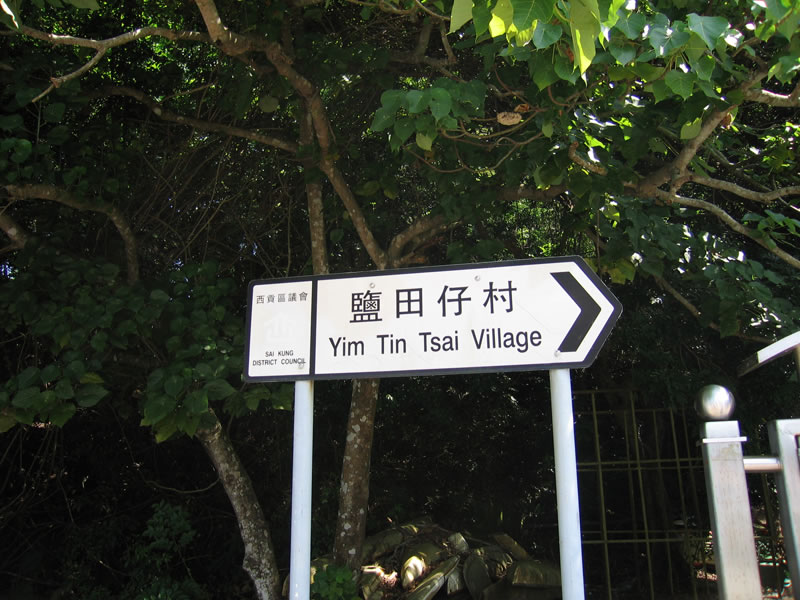 西貢區議會
SAI KUNG
DISTRICT COUNCIL
鹽田仔村
Yim Tin Tsai Village